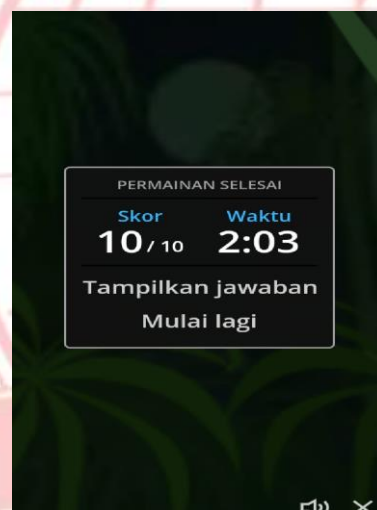 PERMAINAN SELESAI
Skor Waktu
10 / 10 2:03
Tampilkan jawaban
Mulai lagi